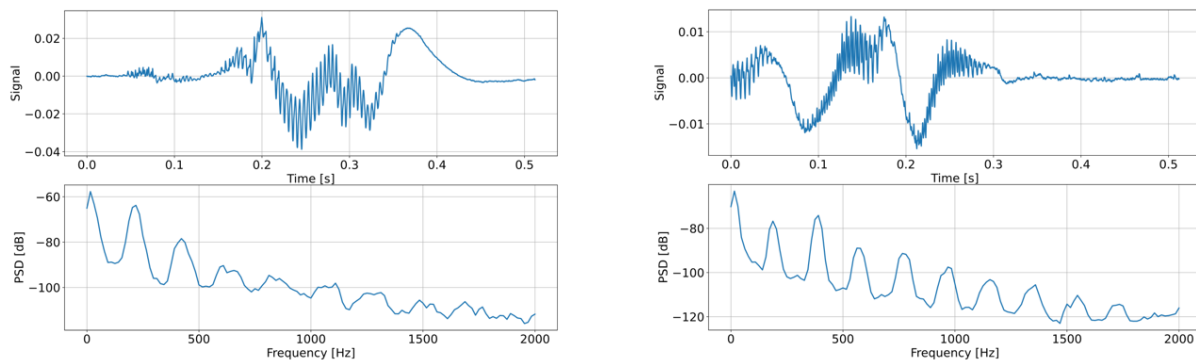 0.02
0.00
−0.02
−0.04
Signal
0.0 0.1 0.2 0.3 0.4 0.5
Time [s]
−60
−80
−100
PSD [dB]
0 500 1000 1500 2000
Frequency [Hz]
0.01
0.00
−0.01
Signal
0.0 0.1 0.2 0.3 0.4 0.5
Time [s]
−80
−100
−120
PSD [dB]
0 500 1000 1500 2000
Frequency [Hz]